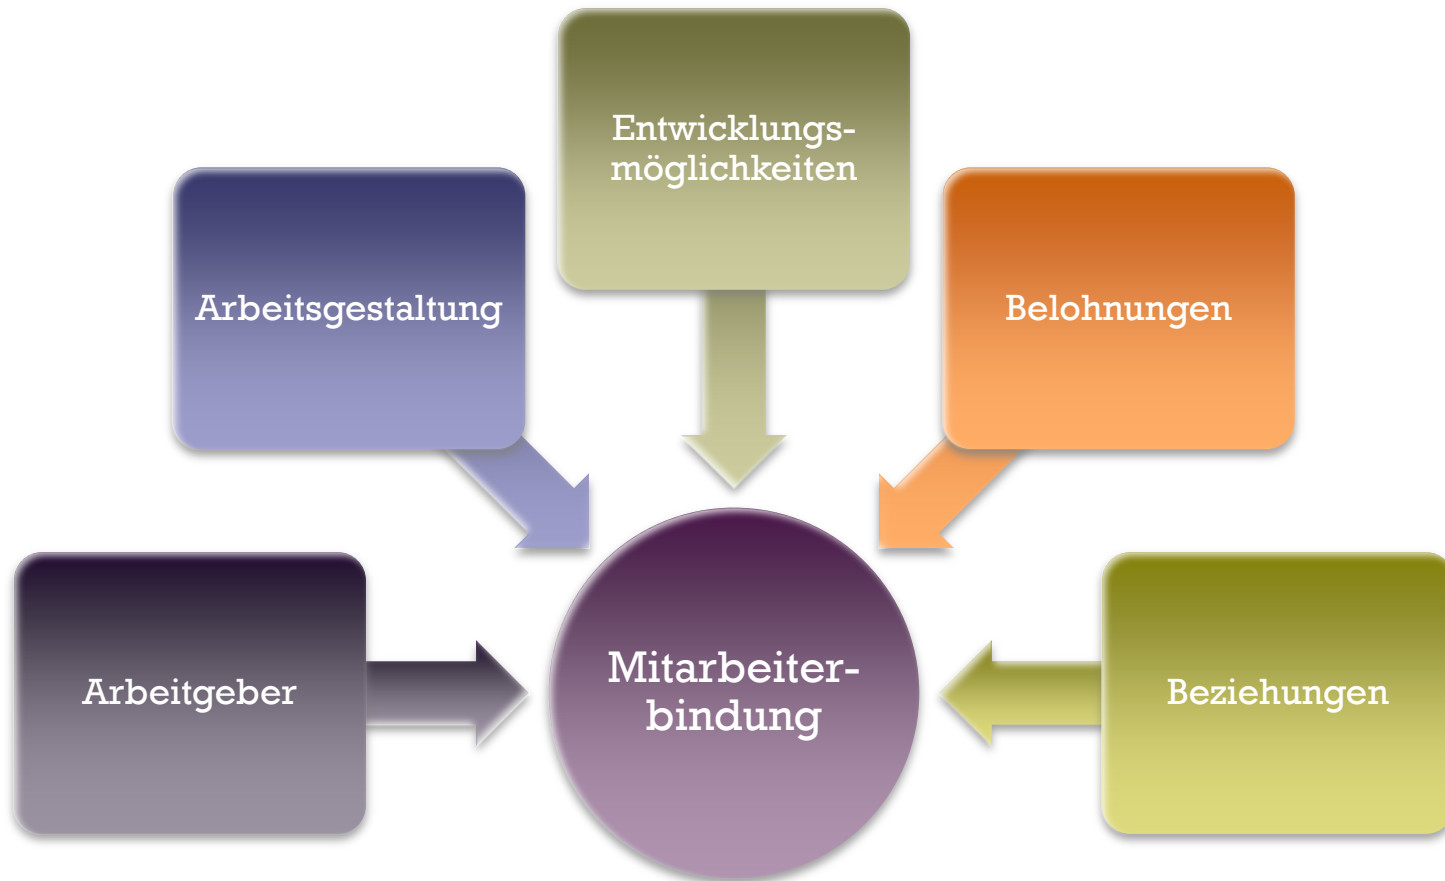 Entwicklungs-
möglichkeiten
Arbeitsgestaltung
Belohnungen
Arbeitgeber
Mitarbeiter-
bindung
Beziehungen